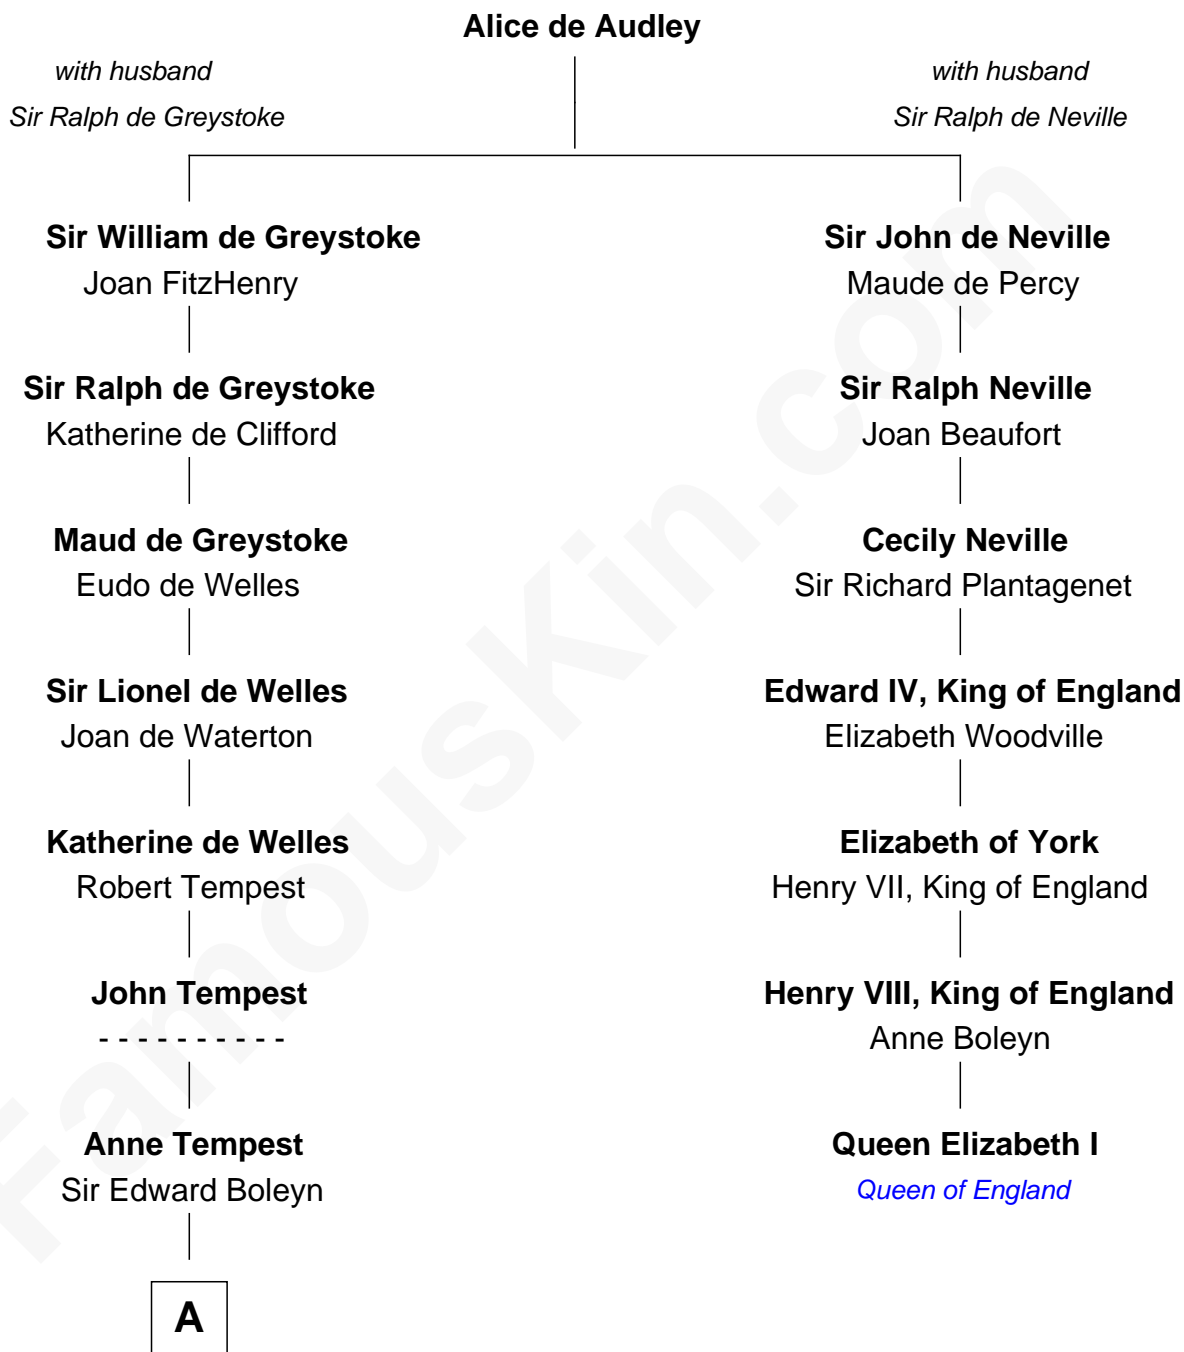 Alice de Audley
with husband
Sir Ralph de Greystoke
with husband
Sir Ralph de Neville
Sir William de Greystoke
Joan FitzHenry
Sir John de Neville
Maude de Percy
Sir Ralph de Greystoke
Katherine de Clifford
Sir Ralph Neville
Joan Beaufort
Maud de Greystoke
Eudo de Welles
Cecily Neville
Sir Richard Plantagenet
Sir Lionel de Welles
Joan de Waterton
Edward IV, King of England
Elizabeth Woodville
Katherine de Welles
Robert Tempest
Elizabeth of York
Henry VII, King of England
John Tempest
- - - - - - - - - -
Henry VIII, King of England
Anne Boleyn
Anne Tempest
Sir Edward Boleyn
Queen Elizabeth I
Queen of England
A
FamousKin.com